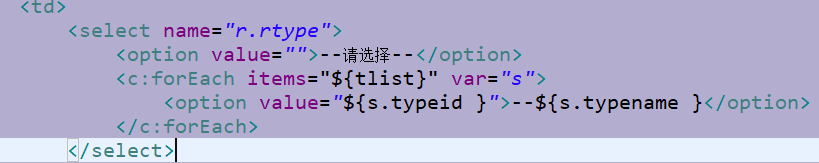 <td>
<select name="r.rtype">
<option value="">--请选择--</option>
<c:forEach items="${tlist}" var="s">
<option value="${s.typeid }">--${s.typename }</option>
</c:forEach>
</select>